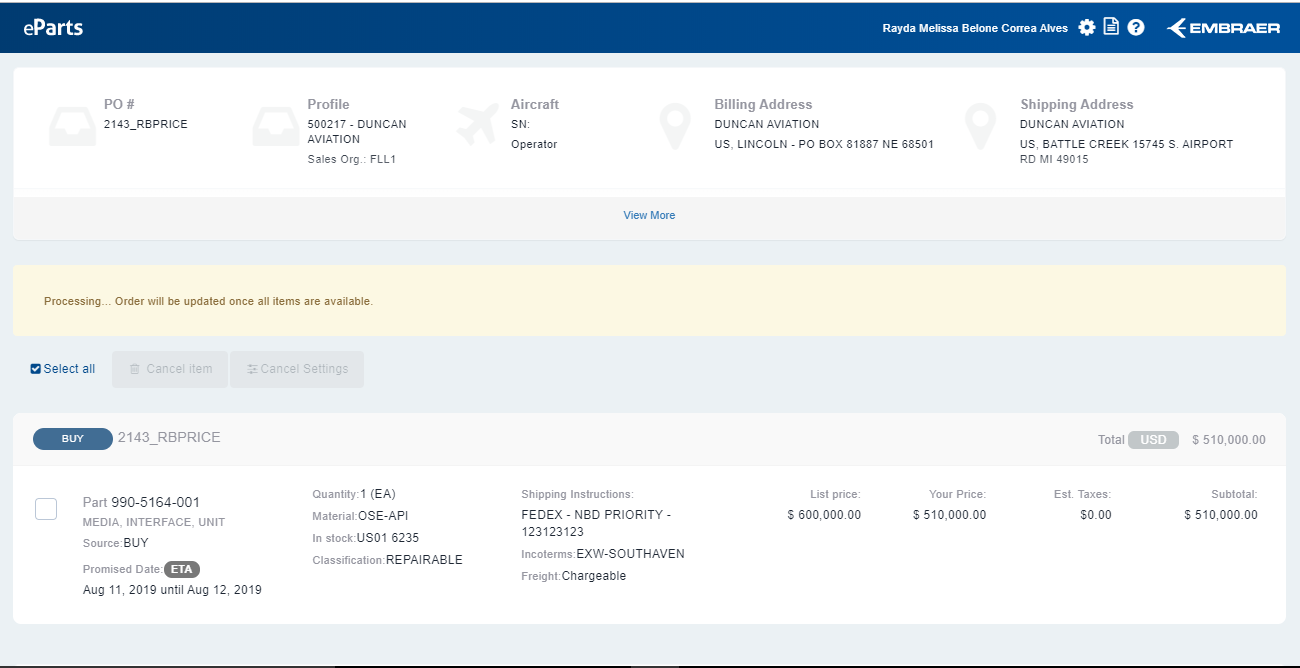 eParts
Rayda Melissa Belone Correa Alves
EMBRAER
PO #
2143_RBPRICE
Profile
500217 - DUNCAN
AVIATION
Sales Org.: FLL1
Aircraft
SN:
Operator
Billing Address
DUNCAN AVIATION
US, LINCOLN - PO BOX 81887 NE 68501
Shipping Address
DUNCAN AVIATION
US, BATTLE CREEK 15745 S. AIRPORT
RD MI 49015
View More
Processing... Order will be updated once all items are available.
Select all
Cancel item
Cancel Settings
BUY 2143_RBPRICE
Total USD $ 510,000.00
Part 990-5164-001
MEDIA, INTERFACE, UNIT
Source:BUY
Promised Date: ETA
Aug 11, 2019 until Aug 12, 2019
Quantity:1 (EA)
Material:OSE-API
In stock:US01 6235
Classification:REPAIRABLE
Shipping Instructions:
FEDEX - NBD PRIORITY -
123123123
Incoterms:EXW-SOUTHAVEN
Freight:Chargeable
List price:
$ 600,000.00
Your Price:
$ 510,000.00
Est. Taxes:
$0.00
Subtotal:
$ 510,000.00